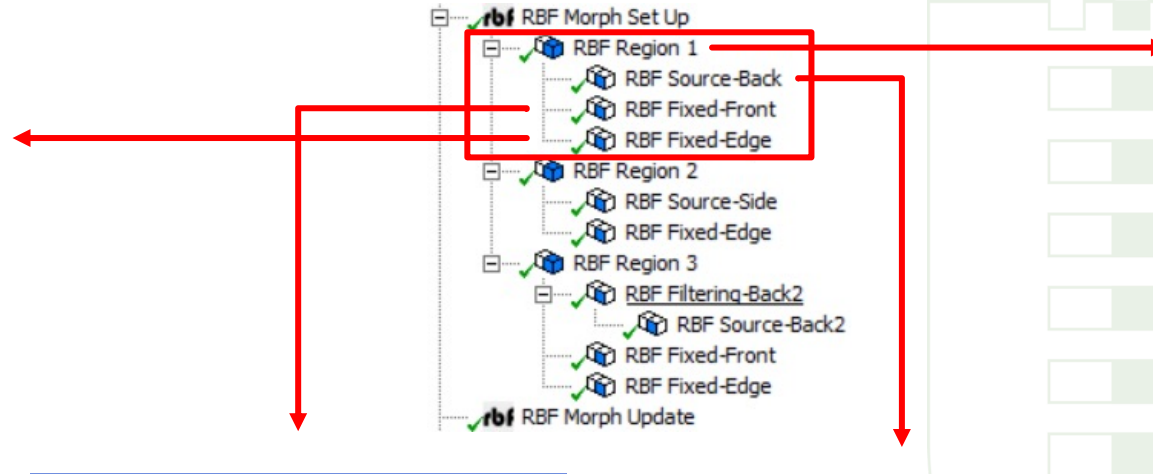 rbf RBF Morph Set Up
RBF Region 1
RBF Source-Back
RBF Fixed-Front
RBF Fixed-Edge
RBF Region 2
RBF Source-Side
RBF Fixed-Edge
RBF Region 3
RBF Filtering-Back2
RBF Source-Back2
RBF Fixed-Front
RBF Fixed-Edge
rbf RBF Morph Update